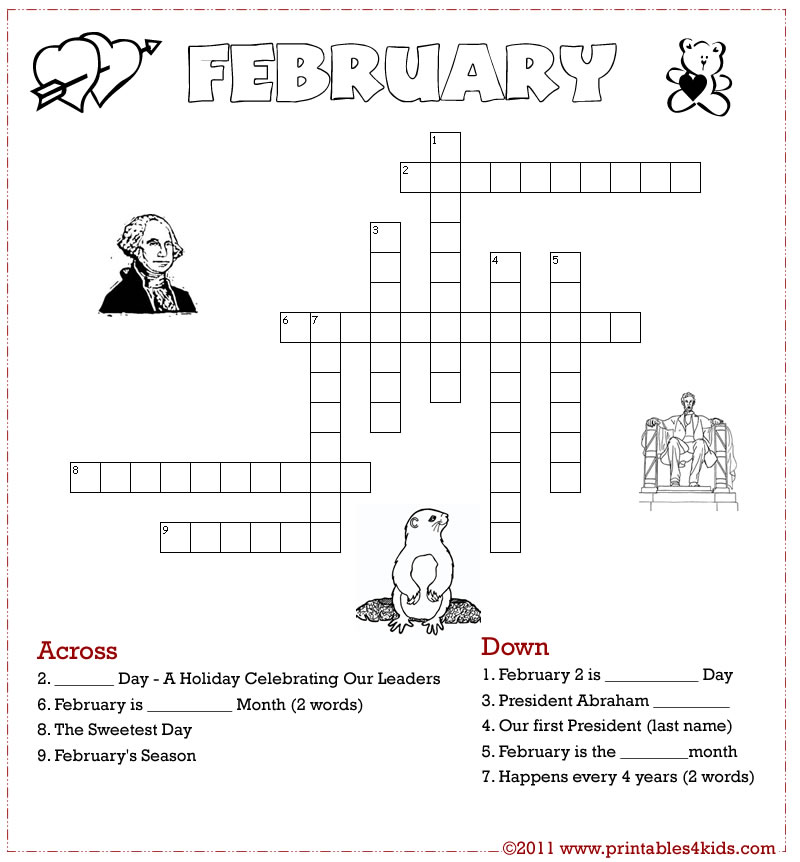 FEBRUARY
1
2
3
4
5
6
7
8
9
Across
2. _______ Day - A Holiday Celebrating Our Leaders
6. February is __________ Month (2 words)
8. The Sweetest Day
9. February's Season
Down
1. February 2 is ___________ Day
3. President Abraham _________
4. Our first President (last name)
5. February is the ________month
7. Happens every 4 years (2 words)
©2011 www.printables4kids.com